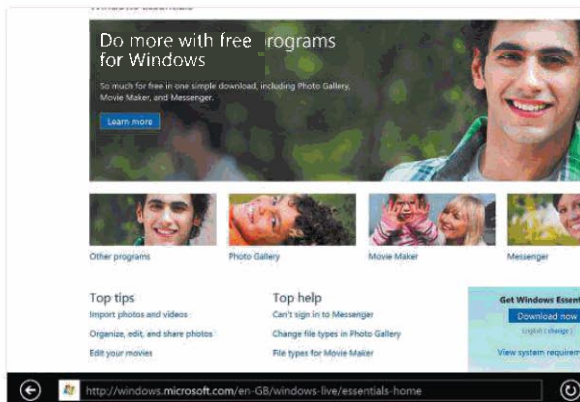 Do more with free rograms
for Windows
So much for free in one simple download, including Photo Gallery,
Movie Maker, and Messenger.
Learn more
Other programs
Photo Gallery
Movie Maker
Messenger
Top tips
Import photos and videos
Organize, edit, and share photos
Edit your movies
Top help
Can't sign in to Messenger
Change file types in Photo Gallery
File types for Movie Maker
Get Windows Essent
Download now
English ( change )
View system requirem
http://windows.microsoft.com/en-GB/windows-live/essentials-home